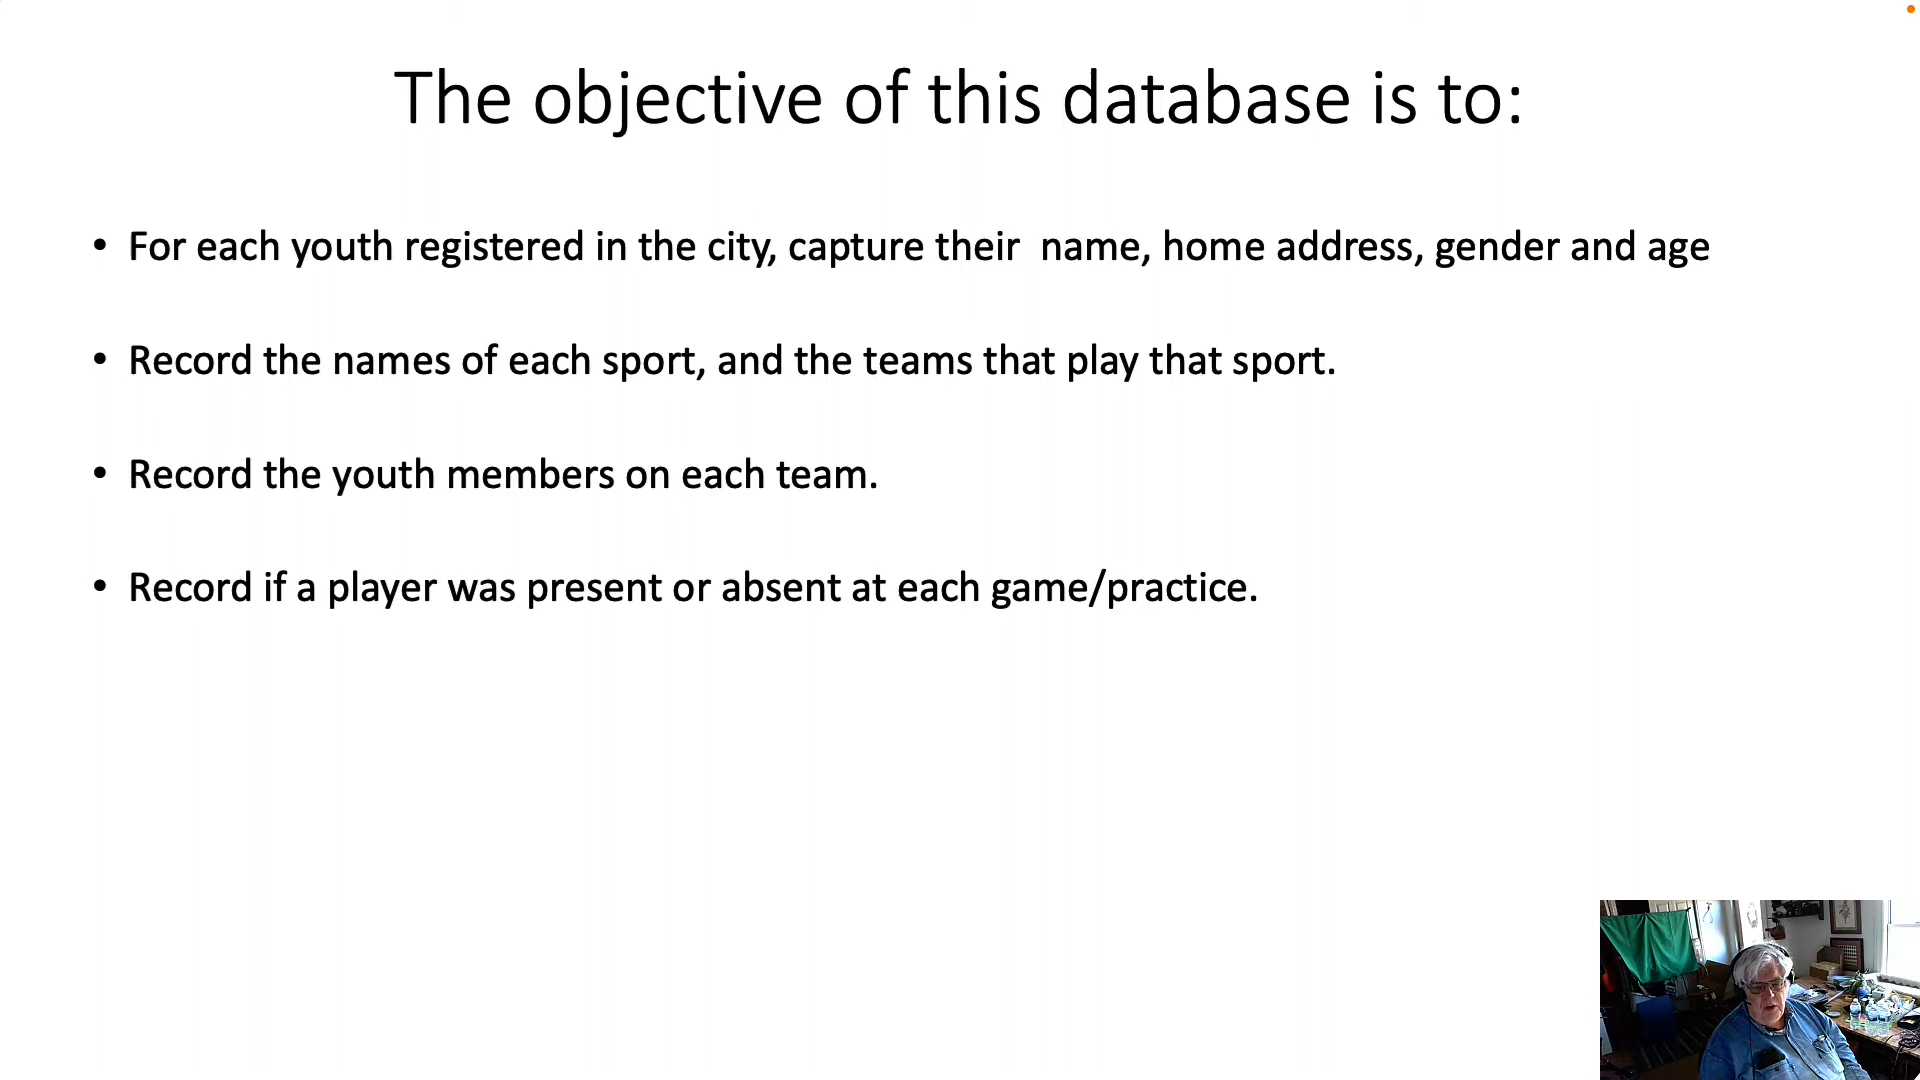 The objective of this database is to:
• For each youth registered in the city, capture their  name, home address, gender and age
• Record the names of each sport, and the teams that play that sport.
• Record the youth members on each team.
• Record if a player was present or absent at each game/practice.